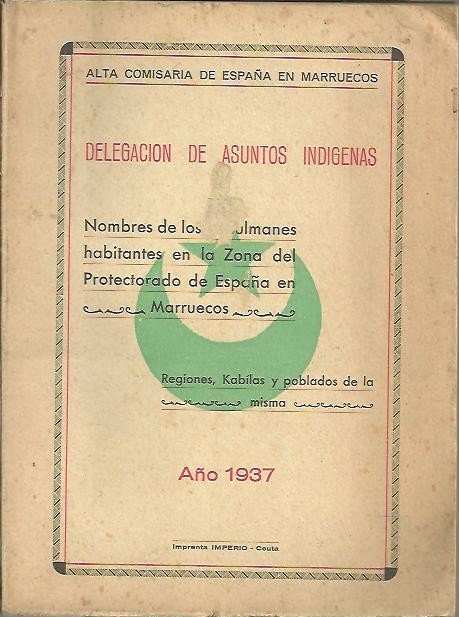 ALTA COMISARIA DE ESPAÑA EN MARRUECOS
DELEGACION DE ASUNTOS INDIGENAS
Nombres de los ulmanes
habitantes en la Zona del
Protectorado de España en
Marruecos
Regiones, Kabilas y poblados de la
misma
Año 1937
Imprenta IMPERIO - Ceuta